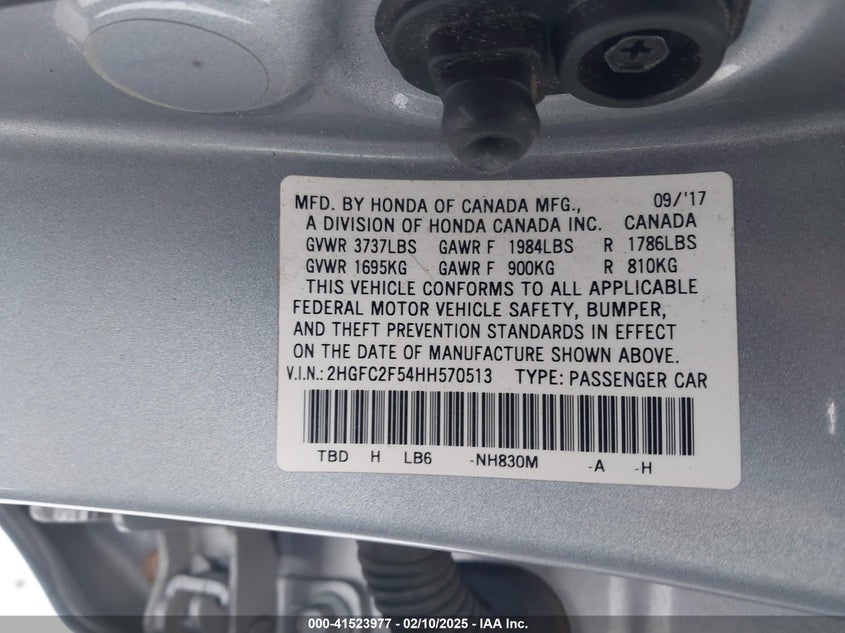 MFD. BY HONDA OF CANADA MFG., 09/'17
A DIVISION OF HONDA CANADA INC. CANADA
GVWR 3737LBS GAWR F 1984LBS R 1786LBS
GVWR 1695KG GAWR F 900KG R 810KG
THIS VEHICLE CONFORMS TO ALL APPLICABLE
FEDERAL MOTOR VEHICLE SAFETY, BUMPER,
AND THEFT PREVENTION STANDARDS IN EFFECT
ON THE DATE OF MANUFACTURE SHOWN ABOVE.
V.I.N.: 2HGFC2F54HH570513 TYPE: PASSENGER CAR
TBD H LB6 -NH830M -A -H
000-41523977 - 02/10/2025 - IAA Inc.